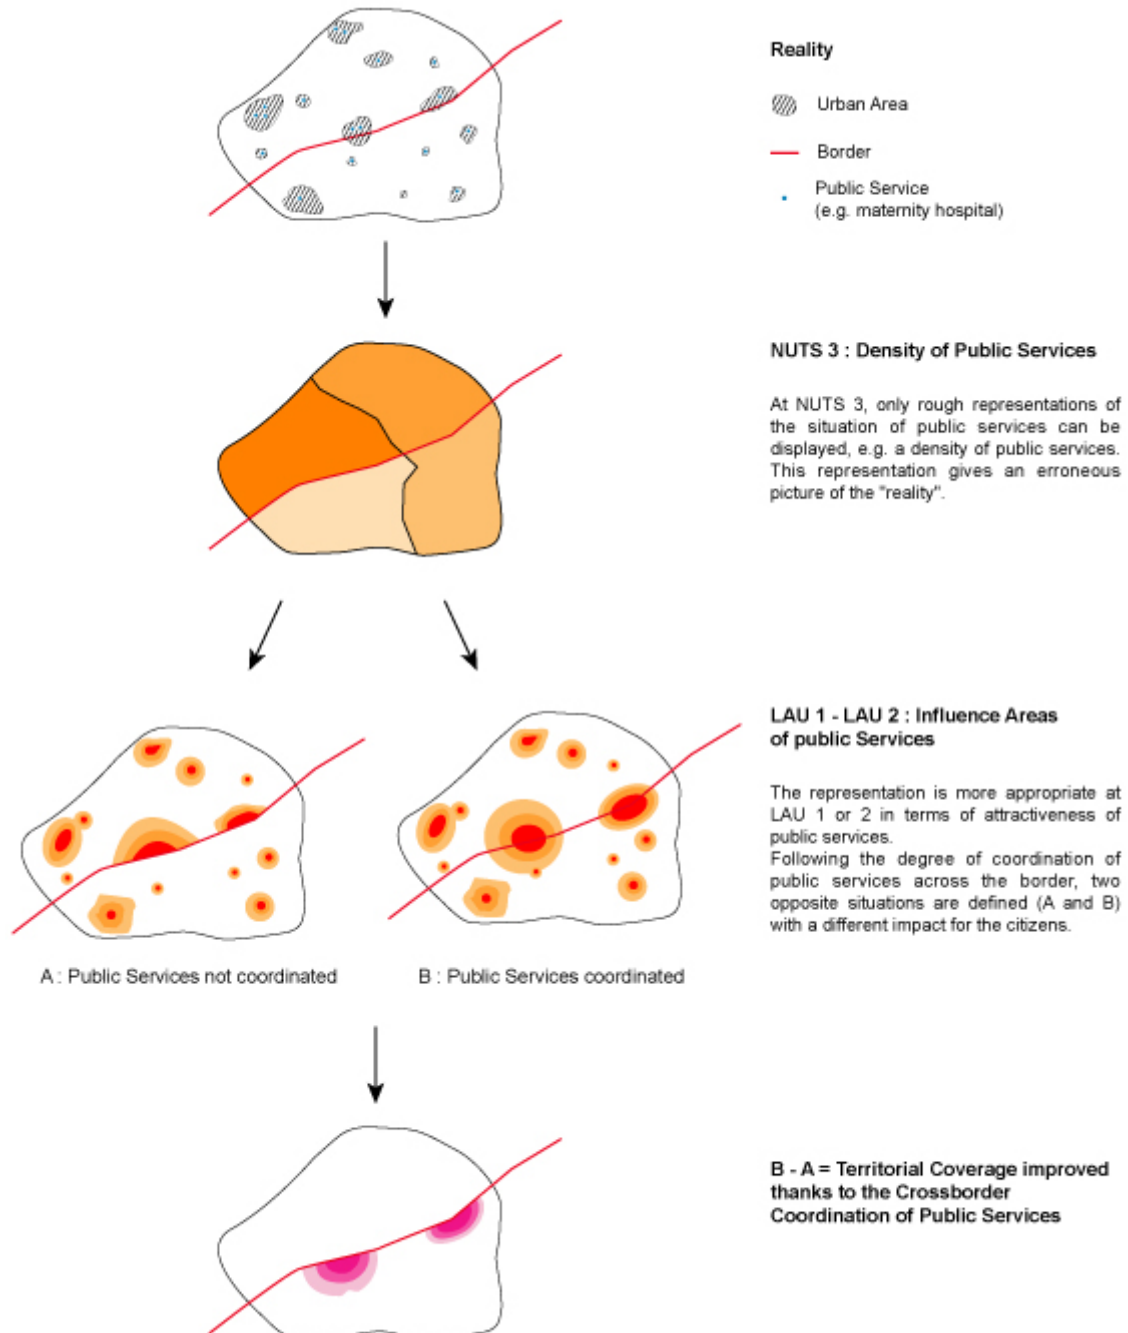 Reality
Urban Area
Border
Public Service
(e.g. maternity hospital)
NUTS 3 : Density of Public Services
At NUTS 3, only rough representations of
the situation of public services can be
displayed, e.g. a density of public services.
This representation gives an erroneous
picture of the "reality".
LAU 1 - LAU 2 : Influence Areas
of public Services
The representation is more appropriate at
LAU 1 or 2 in terms of attractiveness of
public services.
Following the degree of coordination of
public services across the border, two
opposite situations are defined (A and B)
with a different impact for the citizens.
A : Public Services not coordinated
B : Public Services coordinated
B - A = Territorial Coverage improved
thanks to the Crossborder
Coordination of Public Services